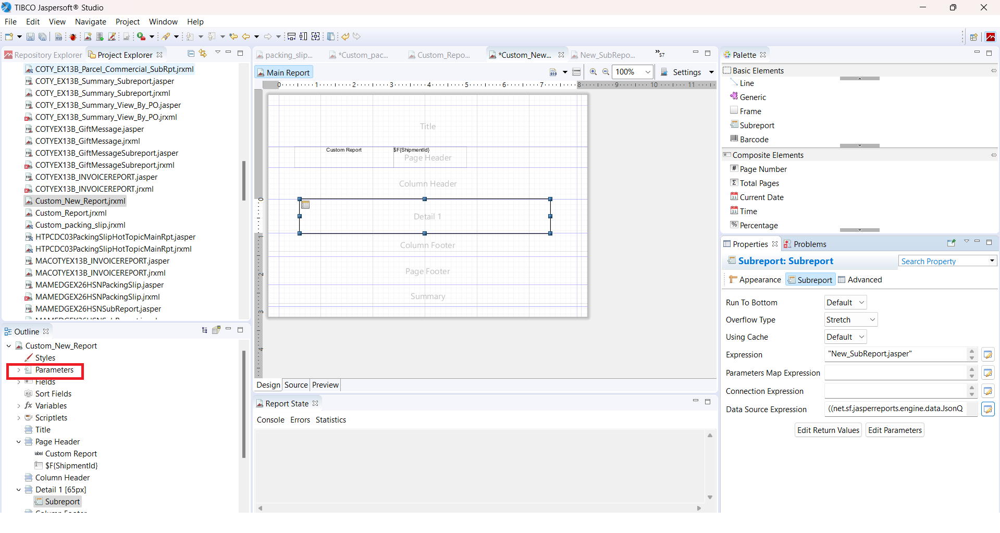 TIBCO Jaspersoft® Studio
File Edit View Navigate Project Window Help
Repository Explorer Project Explorer
COTY_EX13B_Parcel_Commercial_SubRpt.jrxml
COTY_EX13B_Summary_Subreport.jasper
COTY_EX13B_Summary_Subreport.jrxml
COTY_EX13B_Summary_View_By_PO.jasper
COTY_EX13B_Summary_View_By_PO.jrxml
COTYEX13B_GiftMessage.jasper
COTYEX13B_GiftMessage.jrxml
COTYEX13B_GiftMessageSubreport.jasper
COTYEX13B_GiftMessageSubreport.jrxml
COTYEX13B_INVOICEREPORT.jasper
COTYEX13B_INVOICEREPORT.jrxml
Custom_New_Report.jrxml
Custom_Report.jrxml
Custom_packing_slip.jrxml
HTPCDC03PackingSlipHotTopicMainRpt.jasper
HTPCDC03PackingSlipHotTopicMainRpt.jrxml
MACOTYEX13B_INVOICEREPORT.jasper
MACOTYEX13B_INVOICEREPORT.jrxml
MAMEDGEX26HSNPackingSlip.jasper
MAMEDGEX26HSNPackingSlip.jrxml
MAMEDGEX26HSNSubReport.jasper
Outline
Custom_New_Report
Styles
Parameters
Fields
Sort Fields
Variables
Scriptlets
Title
Page Header
Custom Report
$F{ShipmentId}
Column Header
Detail 1 [65px]
Subreport
packing_slip... *Custom_pac... Custom_Repo... *Custom_New... New_SubRepo... 57
Main Report 100% Settings
0 1 2 3 4 5 6 7 8 9 10 11
0
1
2
3
4
Title
Custom Report $F{ShipmentId}
Page Header
Column Header
Detail 1
Column Footer
Page Footer
Summary
Design Source Preview
Report State
Console Errors Statistics
Palette
Basic Elements
Line
Generic
Frame
Subreport
Barcode
Composite Elements
Page Number
Total Pages
Current Date
Time
Percentage
Properties Problems
Subreport: Subreport Search Property
Appearance Subreport Advanced
Run To Bottom Default
Overflow Type Stretch
Using Cache Default
Expression "New_SubReport.jasper"
Parameters Map Expression
Connection Expression
Data Source Expression ((net.sf.jasperreports.engine.data.JsonQ
Edit Return Values Edit Parameters